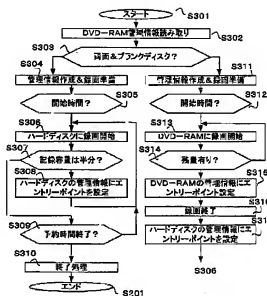 スタート
S301
DVD-RAM管理情報読み取り
S302
S303
両面&ブランクディスク?
S304
管理情報作成&録画準備
S305
開始時間?
S306
ハードディスクに録画開始
S307
記録容量は半分?
S308
ハードディスクの管理情報にエントリーポイントを設定
S309
予約時間終了?
S310
終了処理
エンド
S201
S311
管理情報作成&録画準備
S312
開始時間?
S313
DVD-RAMに録画開始
S314
残量有り?
S315
DVD-RAMの管理情報にエントリーポイントを設定
録画終了
S316
ハードディスクの管理情報にエントリーポイントを設定
S306